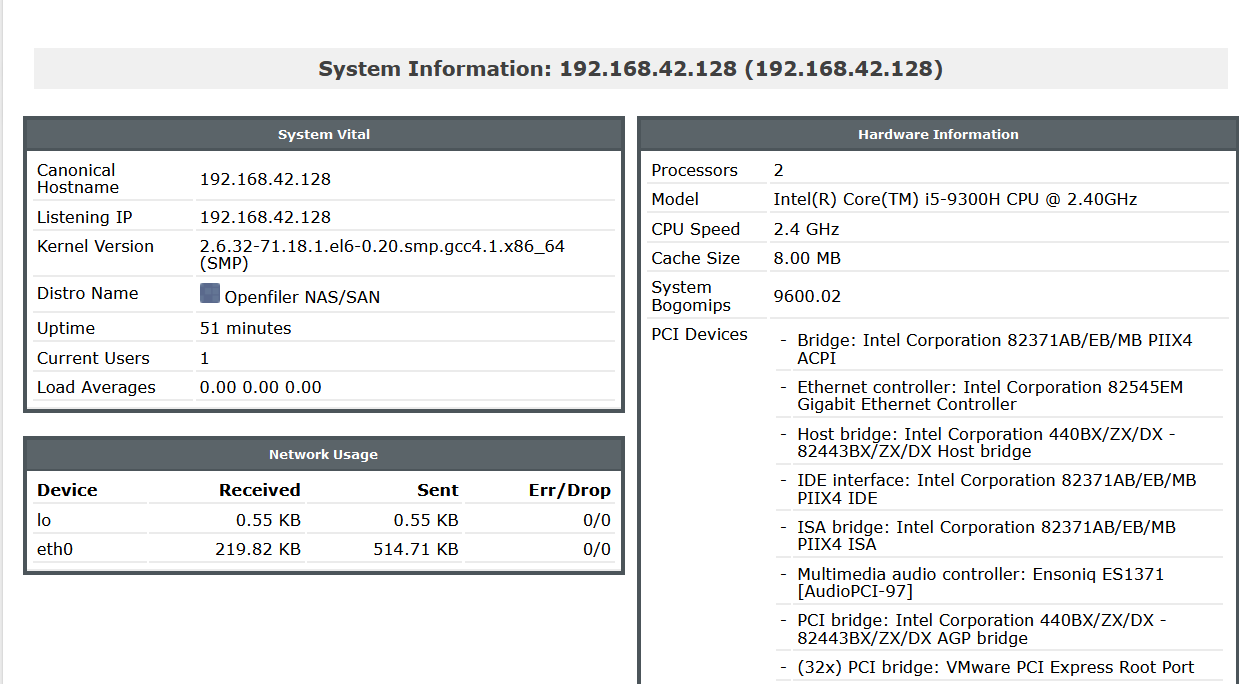 System Information: 192.168.42.128 (192.168.42.128)
System Vital
Canonical
Hostname
192.168.42.128
Listening IP
192.168.42.128
Kernel Version
2.6.32-71.18.1.el6-0.20.smp.gcc4.1.x86_64
(SMP)
Distro Name
Openfiler NAS/SAN
Uptime
51 minutes
Current Users
1
Load Averages
0.00 0.00 0.00
Network Usage
Device Received Sent Err/Drop
lo 0.55 KB 0.55 KB 0/0
eth0 219.82 KB 514.71 KB 0/0
Hardware Information
Processors
2
Model
Intel(R) Core(TM) i5-9300H CPU @ 2.40GHz
CPU Speed
2.4 GHz
Cache Size
8.00 MB
System
Bogomips
9600.02
PCI Devices
- Bridge: Intel Corporation 82371AB/EB/MB PIIX4
ACPI
- Ethernet controller: Intel Corporation 82545EM
Gigabit Ethernet Controller
- Host bridge: Intel Corporation 440BX/ZX/DX -
82443BX/ZX/DX Host bridge
- IDE interface: Intel Corporation 82371AB/EB/MB
PIIX4 IDE
- ISA bridge: Intel Corporation 82371AB/EB/MB
PIIX4 ISA
- Multimedia audio controller: Ensoniq ES1371
[AudioPCI-97]
- PCI bridge: Intel Corporation 440BX/ZX/DX -
82443BX/ZX/DX AGP bridge
- (32x) PCI bridge: VMware PCI Express Root Port